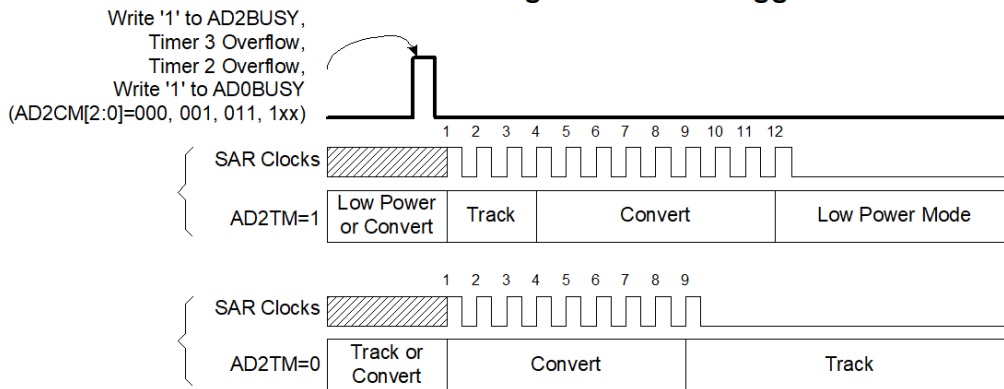 Write '1' to AD2BUSY,
Timer 3 Overflow,
Timer 2 Overflow,
Write '1' to AD0BUSY
(AD2CM[2:0]=000, 001, 011, 1xx)
1 2 3 4 5 6 7 8 9 10 11 12
SAR Clocks
AD2TM=1
Low Power
or Convert
Track
Convert
Low Power Mode
1 2 3 4 5 6 7 8 9
SAR Clocks
AD2TM=0
Track or
Convert
Convert
Track